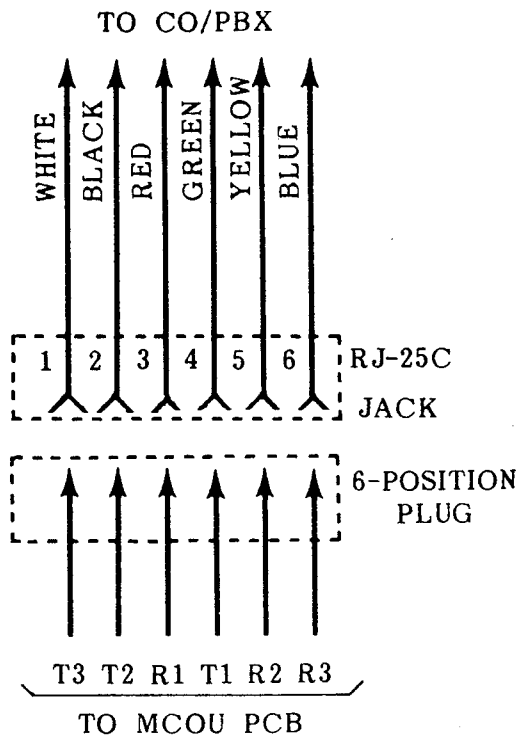 TO CO/PBX
WHITE
BLACK
RED
GREEN
YELLOW
BLUE
1 2 3 4 5 6 RJ-25C
JACK
6-POSITION
PLUG
T3 T2 R1 T1 R2 R3
TO MCOU PCB